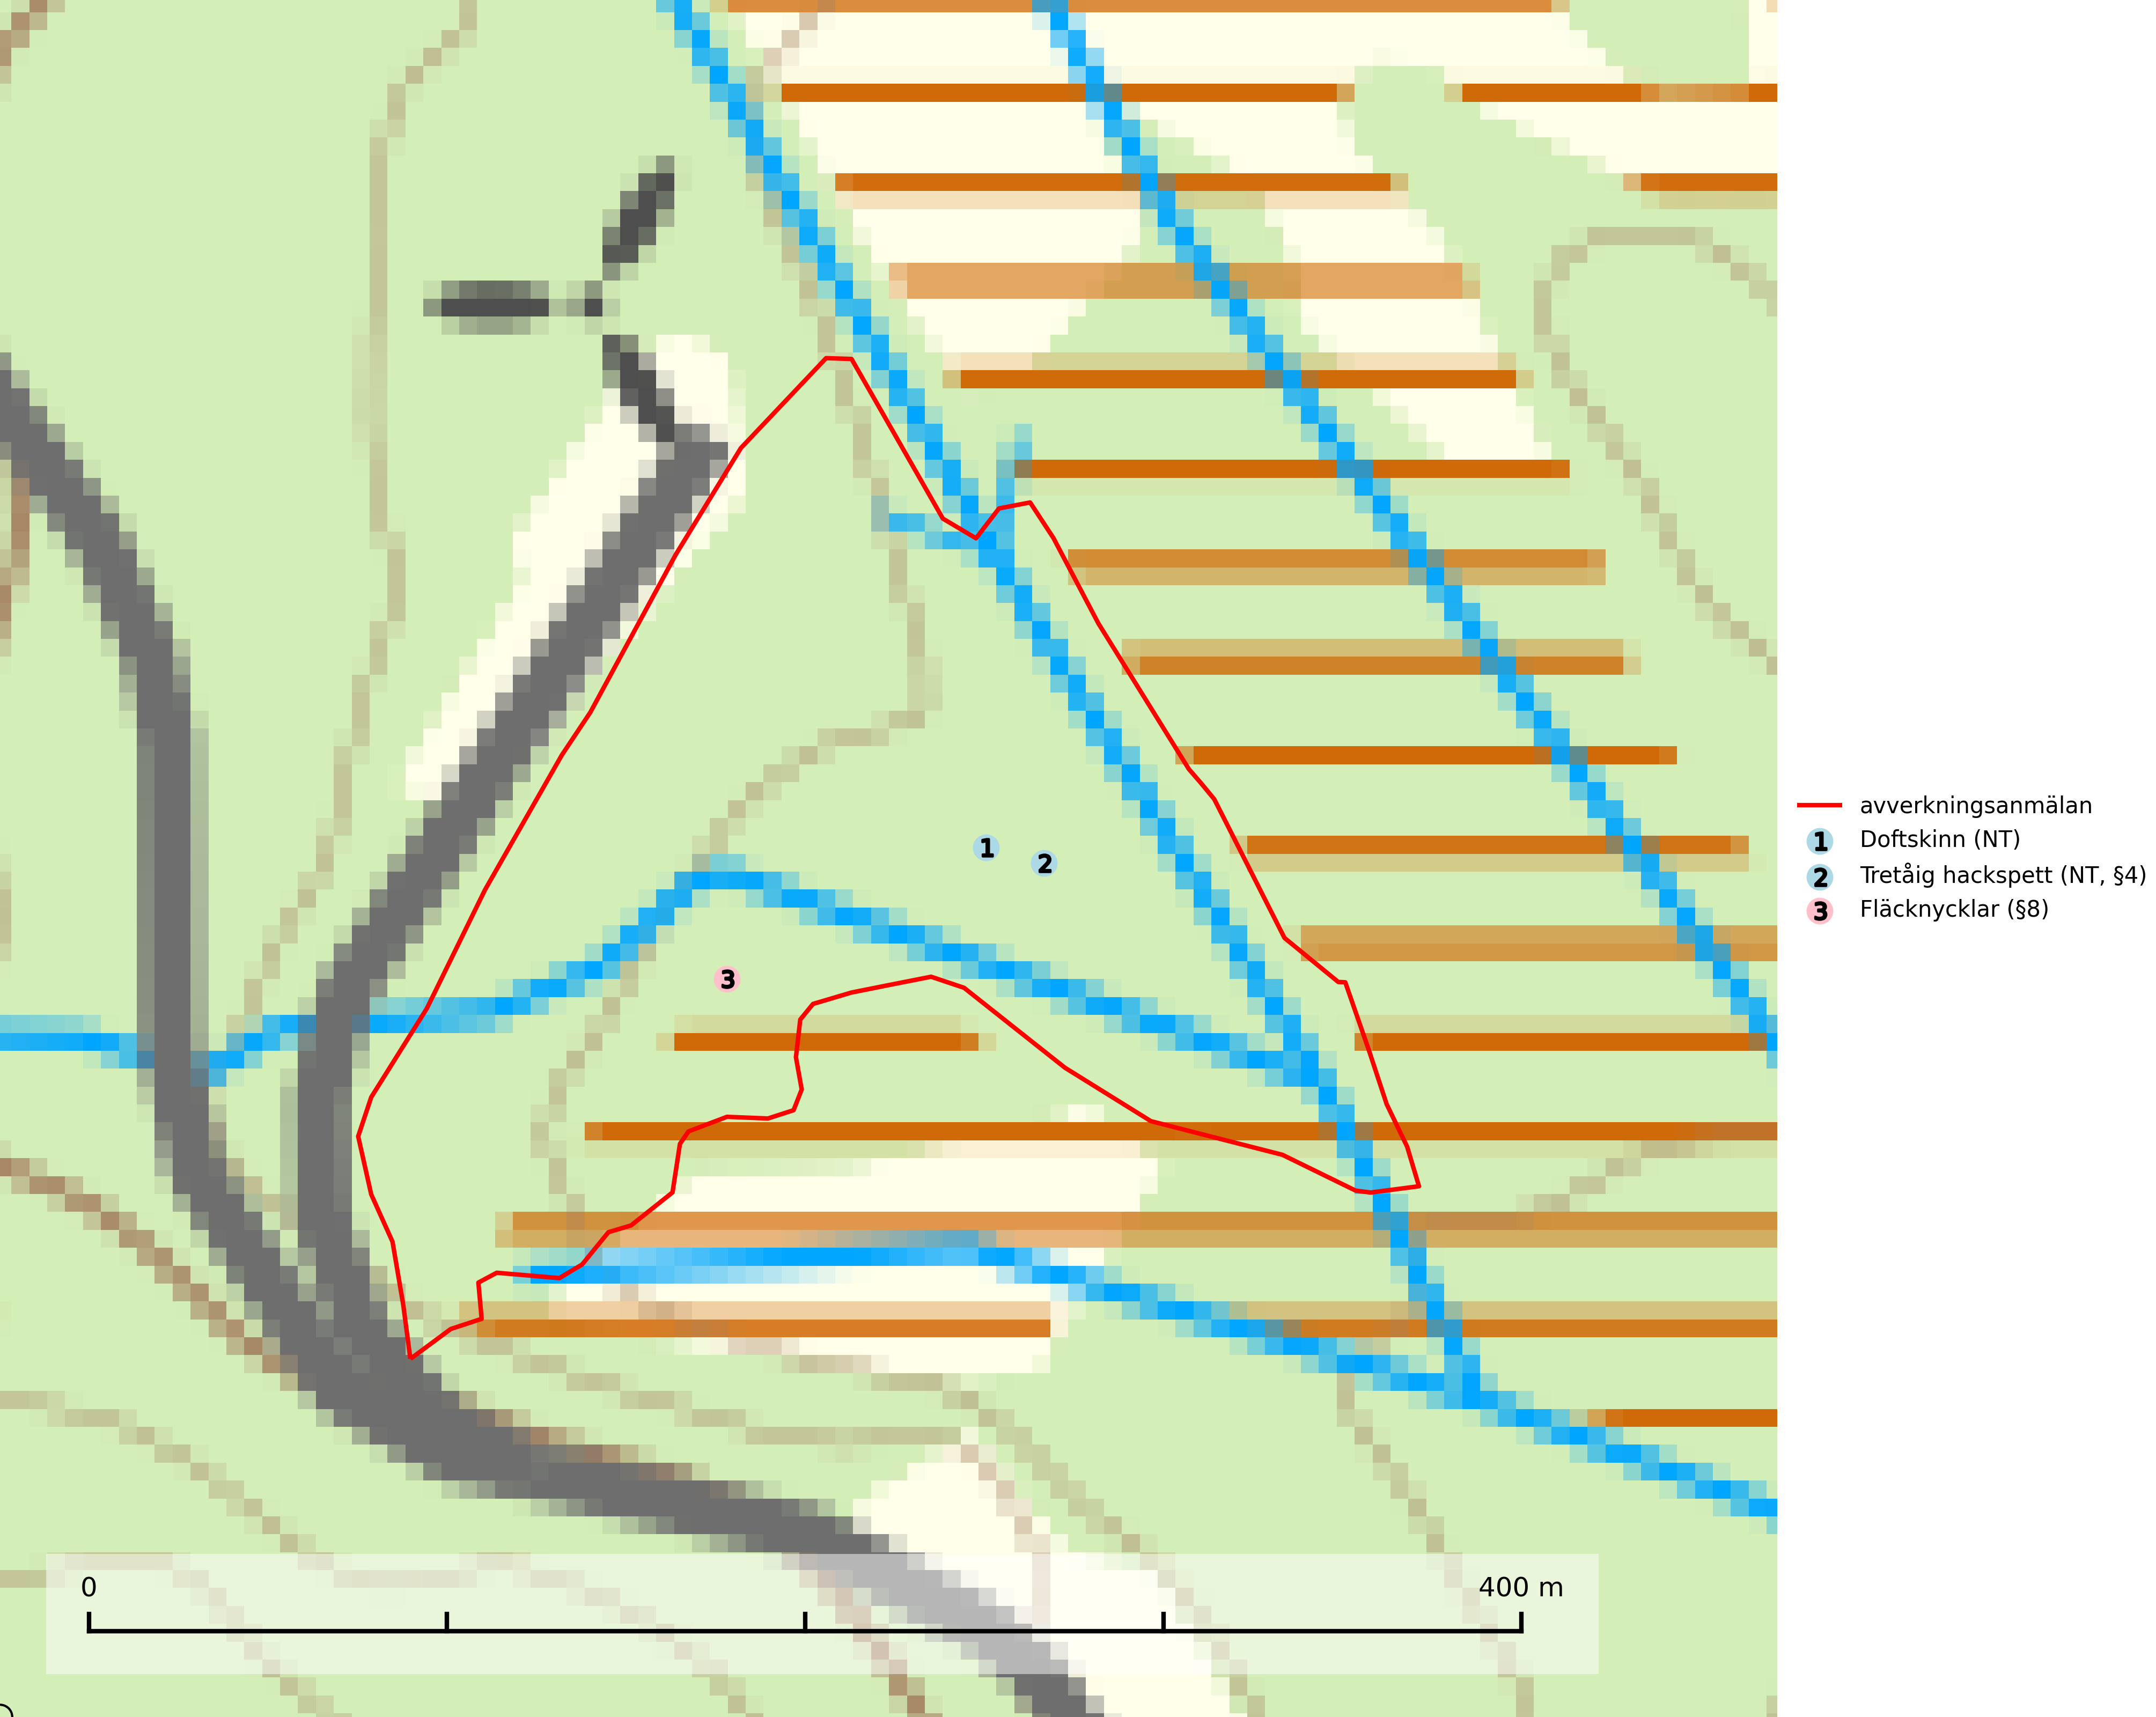 1
2
3
avverkningsanmälan
1 Doftskinn (NT)
2 Tretåig hackspett (NT, §4)
3 Fläcknycklar (§8)
0 400 m